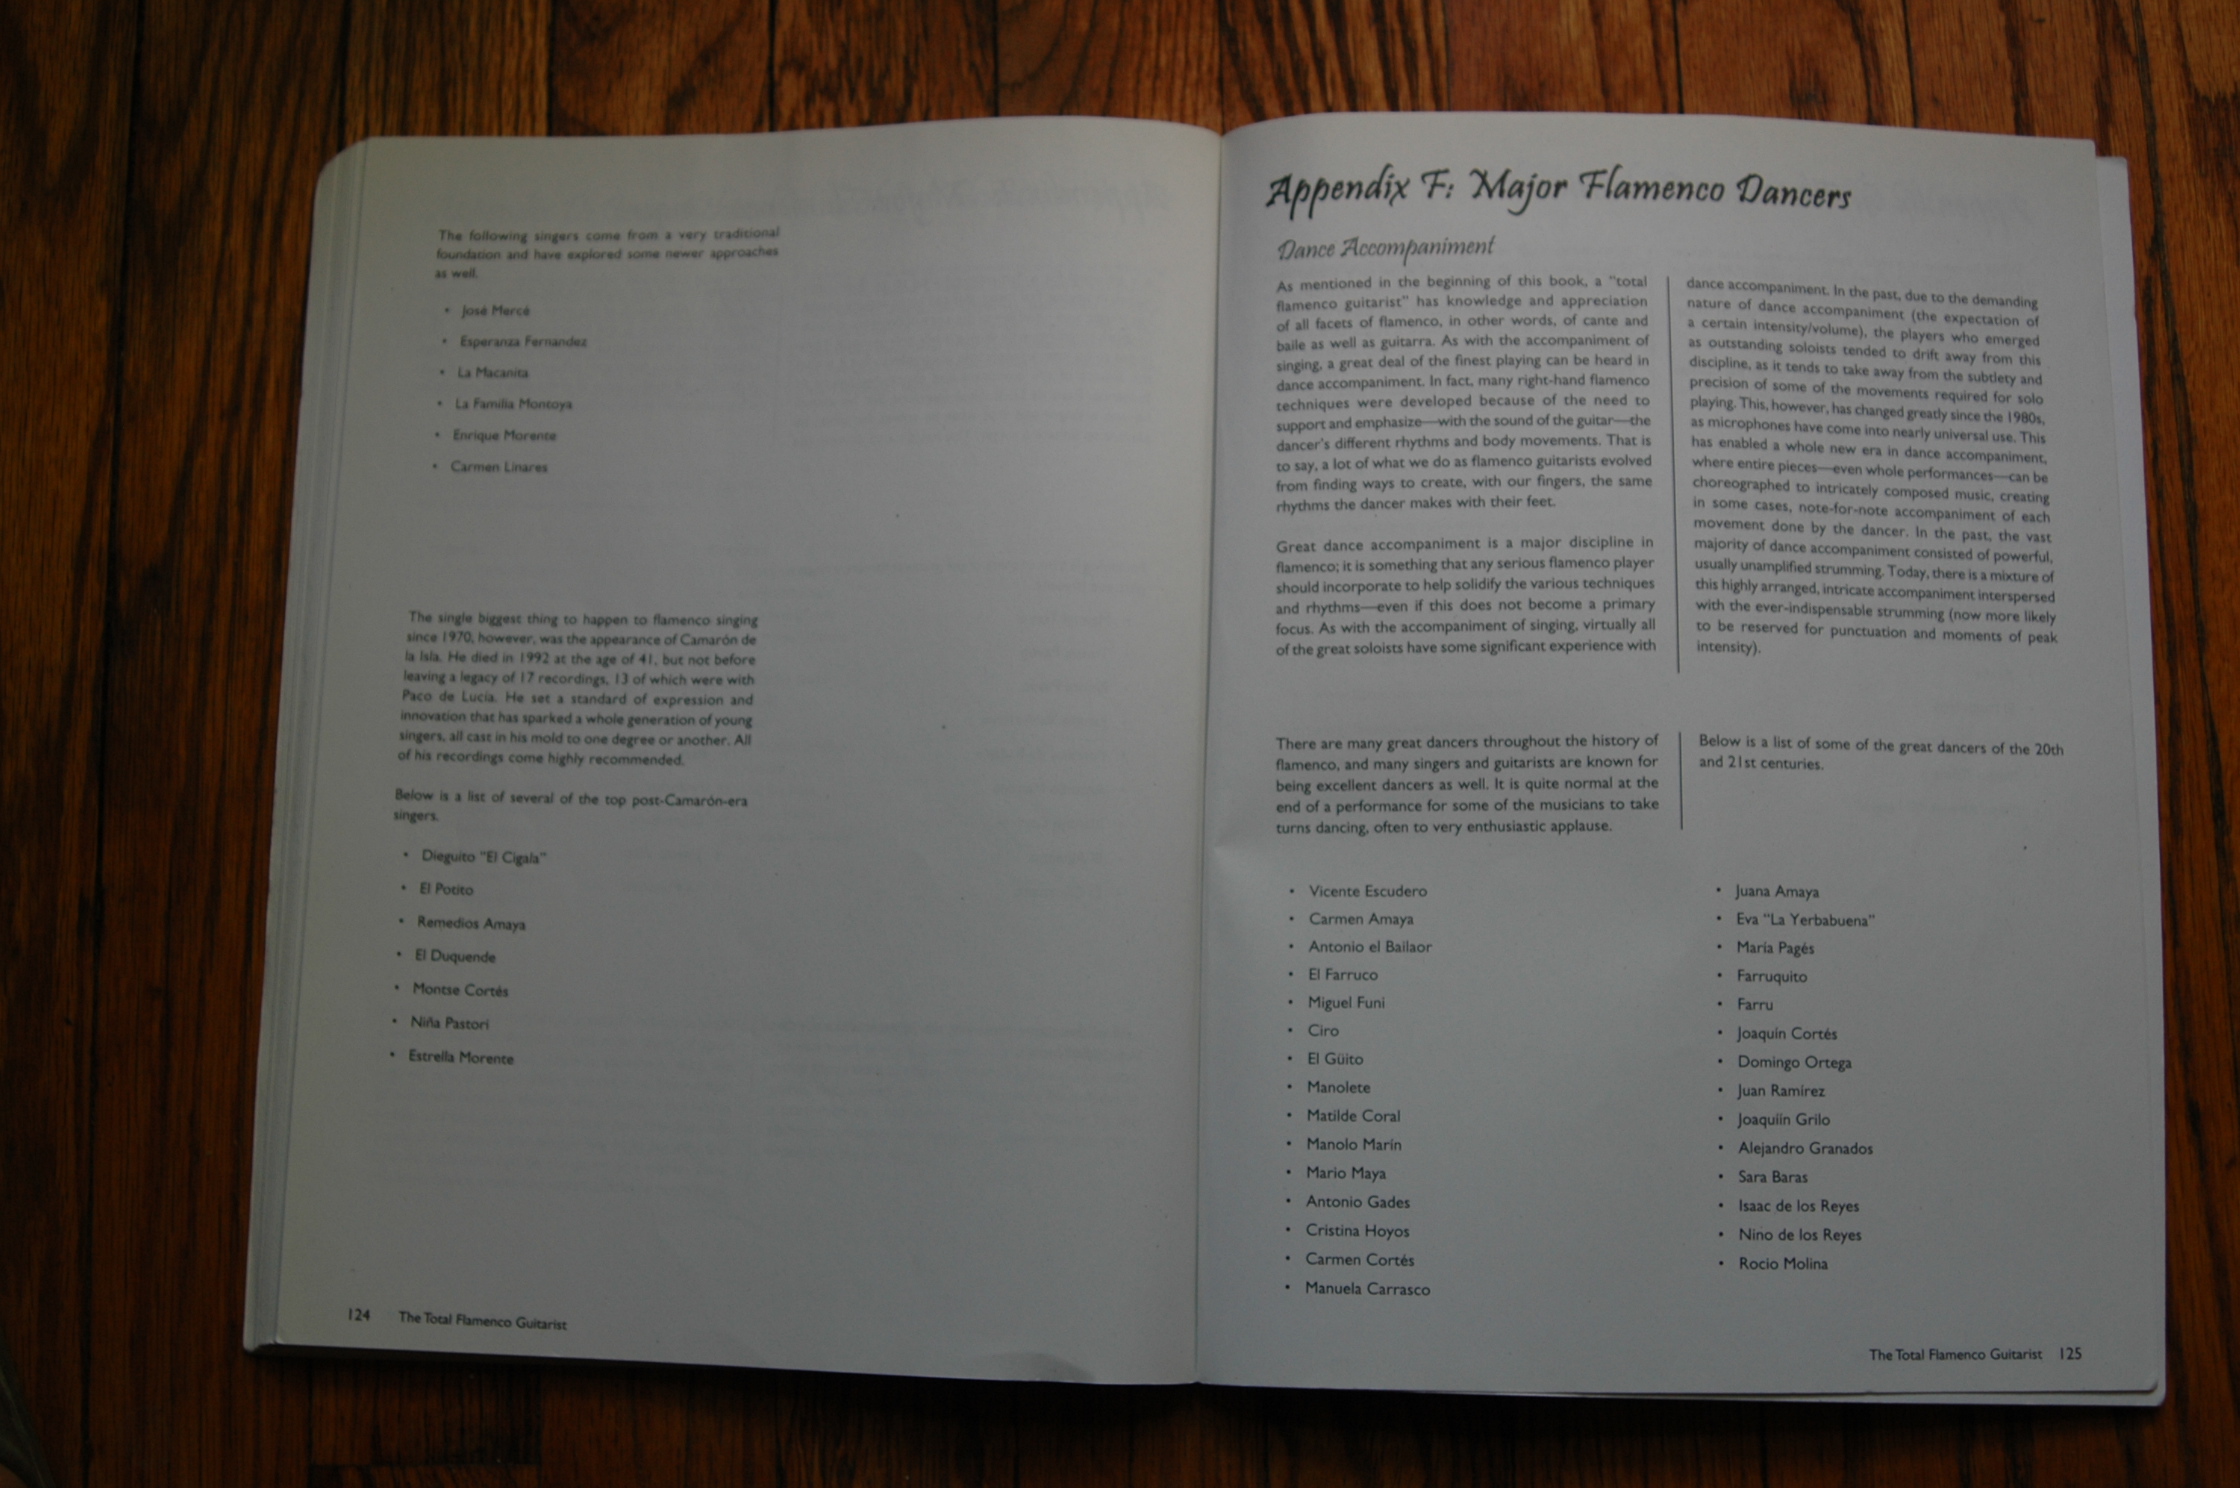 The following singers come from a very traditional
foundation and have explored some newer approaches
as well.
• José Mercé
• Esperanza Fernandez
• La Macanita
• La Familia Montoya
• Enrique Morente
• Carmen Linares
The single biggest thing to happen to flamenco singing
since 1970, however, was the appearance of Camarón de
la Isla. He died in 1992 at the age of 41, but not before
leaving a legacy of 17 recordings, 13 of which were with
Paco de Lucía. He set a standard of expression and
innovation that has sparked a whole generation of young
singers, all cast in his mold to one degree or another. All
of his recordings come highly recommended.
Below is a list of several of the top post-Camarón-era
singers.
• Dieguito "El Cigala"
• El Potito
• Remedios Amaya
• El Duquende
• Montse Cortés
• Niña Pastori
• Estrella Morente
124 The Total Flamenco Guitarist
Appendix F: Major Flamenco Dancers
Dance Accompaniment
As mentioned in the beginning of this book, a "total
flamenco guitarist" has knowledge and appreciation
of all facets of flamenco, in other words, of cante and
baile as well as guitarra. As with the accompaniment of
singing, a great deal of the finest playing can be heard in
dance accompaniment. In fact, many right-hand flamenco
techniques were developed because of the need to
support and emphasize—with the sound of the guitar—the
dancer's different rhythms and body movements. That is
to say, a lot of what we do as flamenco guitarists evolved
from finding ways to create, with our fingers, the same
rhythms the dancer makes with their feet.
Great dance accompaniment is a major discipline in
flamenco; it is something that any serious flamenco player
should incorporate to help solidify the various techniques
and rhythms—even if this does not become a primary
focus. As with the accompaniment of singing, virtually all
of the great soloists have some significant experience with
dance accompaniment. In the past, due to the demanding
nature of dance accompaniment (the expectation of
a certain intensity/volume), the players who emerged
as outstanding soloists tended to drift away from this
discipline, as it tends to take away from the subtlety and
precision of some of the movements required for solo
playing. This, however, has changed greatly since the 1980s,
as microphones have come into nearly universal use. This
has enabled a whole new era in dance accompaniment,
where entire pieces—even whole performances—can be
choreographed to intricately composed music, creating
in some cases, note-for-note accompaniment of each
movement done by the dancer. In the past, the vast
majority of dance accompaniment consisted of powerful,
usually unamplified strumming. Today, there is a mixture of
this highly arranged, intricate accompaniment interspersed
with the ever-indispensable strumming (now more likely
to be reserved for punctuation and moments of peak
intensity).
There are many great dancers throughout the history of
flamenco, and many singers and guitarists are known for
being excellent dancers as well. It is quite normal at the
end of a performance for some of the musicians to take
turns dancing, often to very enthusiastic applause.
Below is a list of some of the great dancers of the 20th
and 21st centuries.
• Vicente Escudero
• Carmen Amaya
• Antonio el Bailaor
• El Farruco
• Miguel Funi
• Ciro
• El Güito
• Manolete
• Matilde Coral
• Manolo Marín
• Mario Maya
• Antonio Gades
• Cristina Hoyos
• Carmen Cortés
• Manuela Carrasco
• Juana Amaya
• Eva "La Yerbabuena"
• María Pagés
• Farruquito
• Farru
• Joaquín Cortés
• Domingo Ortega
• Juan Ramírez
• Joaquín Grilo
• Alejandro Granados
• Sara Baras
• Isaac de los Reyes
• Nino de los Reyes
• Rocío Molina
The Total Flamenco Guitarist 125